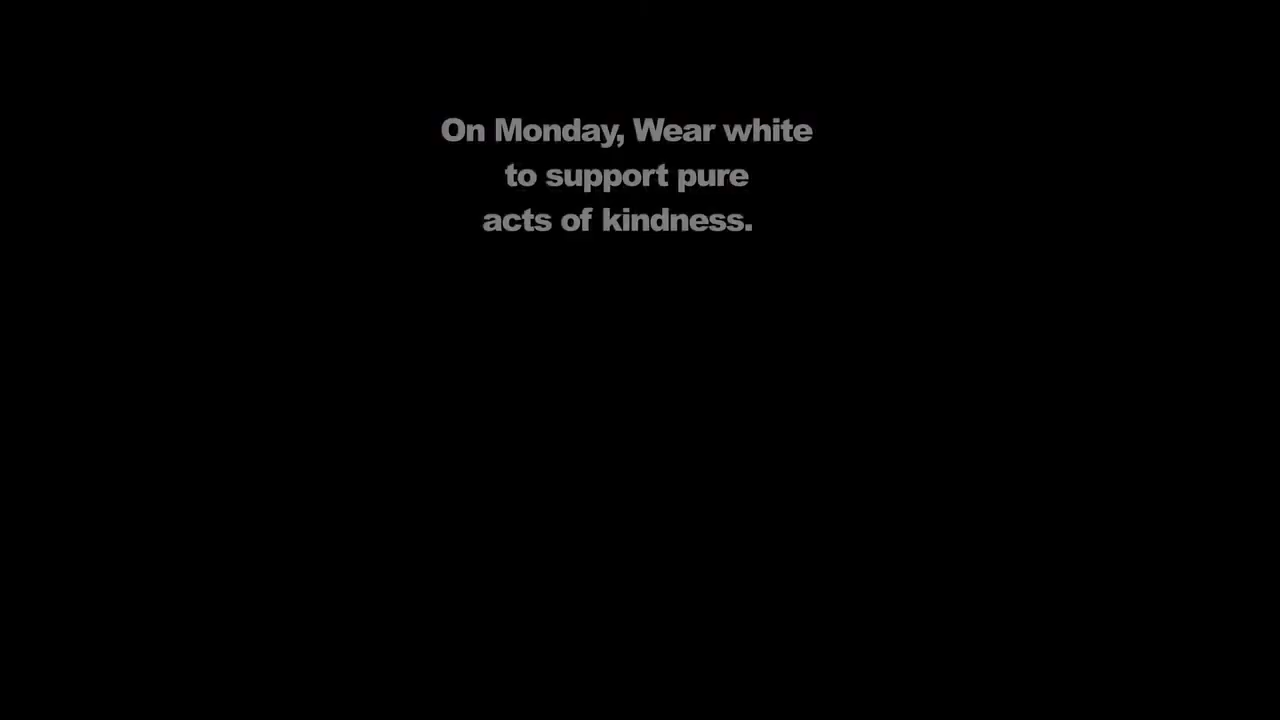 On Monday, Wear white
to support pure
acts of kindness.